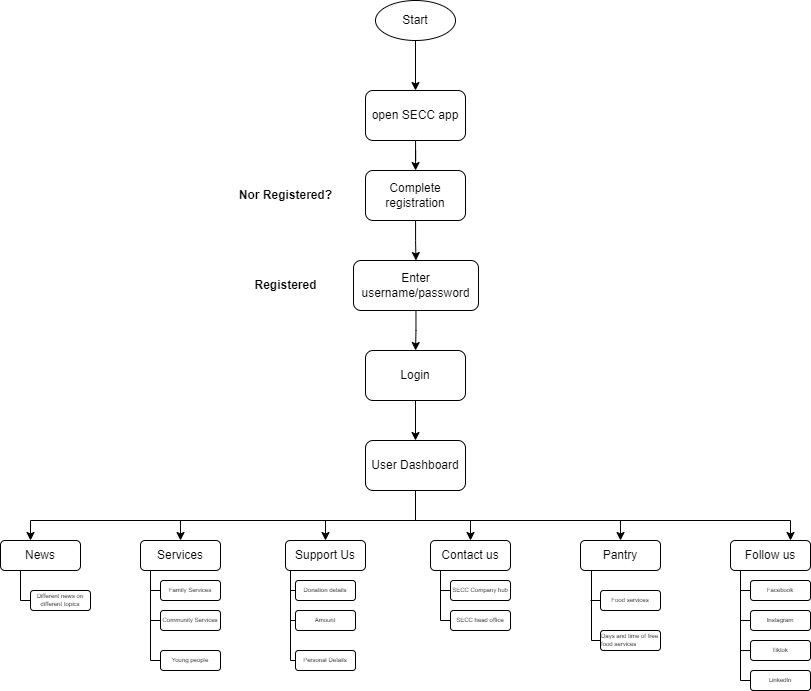 Start
open SECC app
Nor Registered?
Complete
registration
Registered
Enter
username/password
Login
User Dashboard
News
Services
Support Us
Contact us
Pantry
Follow us
Different news on
different topics
Family Services
Community Services
Young people
Donation details
Amount
Personal Details
SECC Company hub
SECC head office
Food services
Days and time of free
food services
Facebook
Instagram
Tiktok
LinkedIn